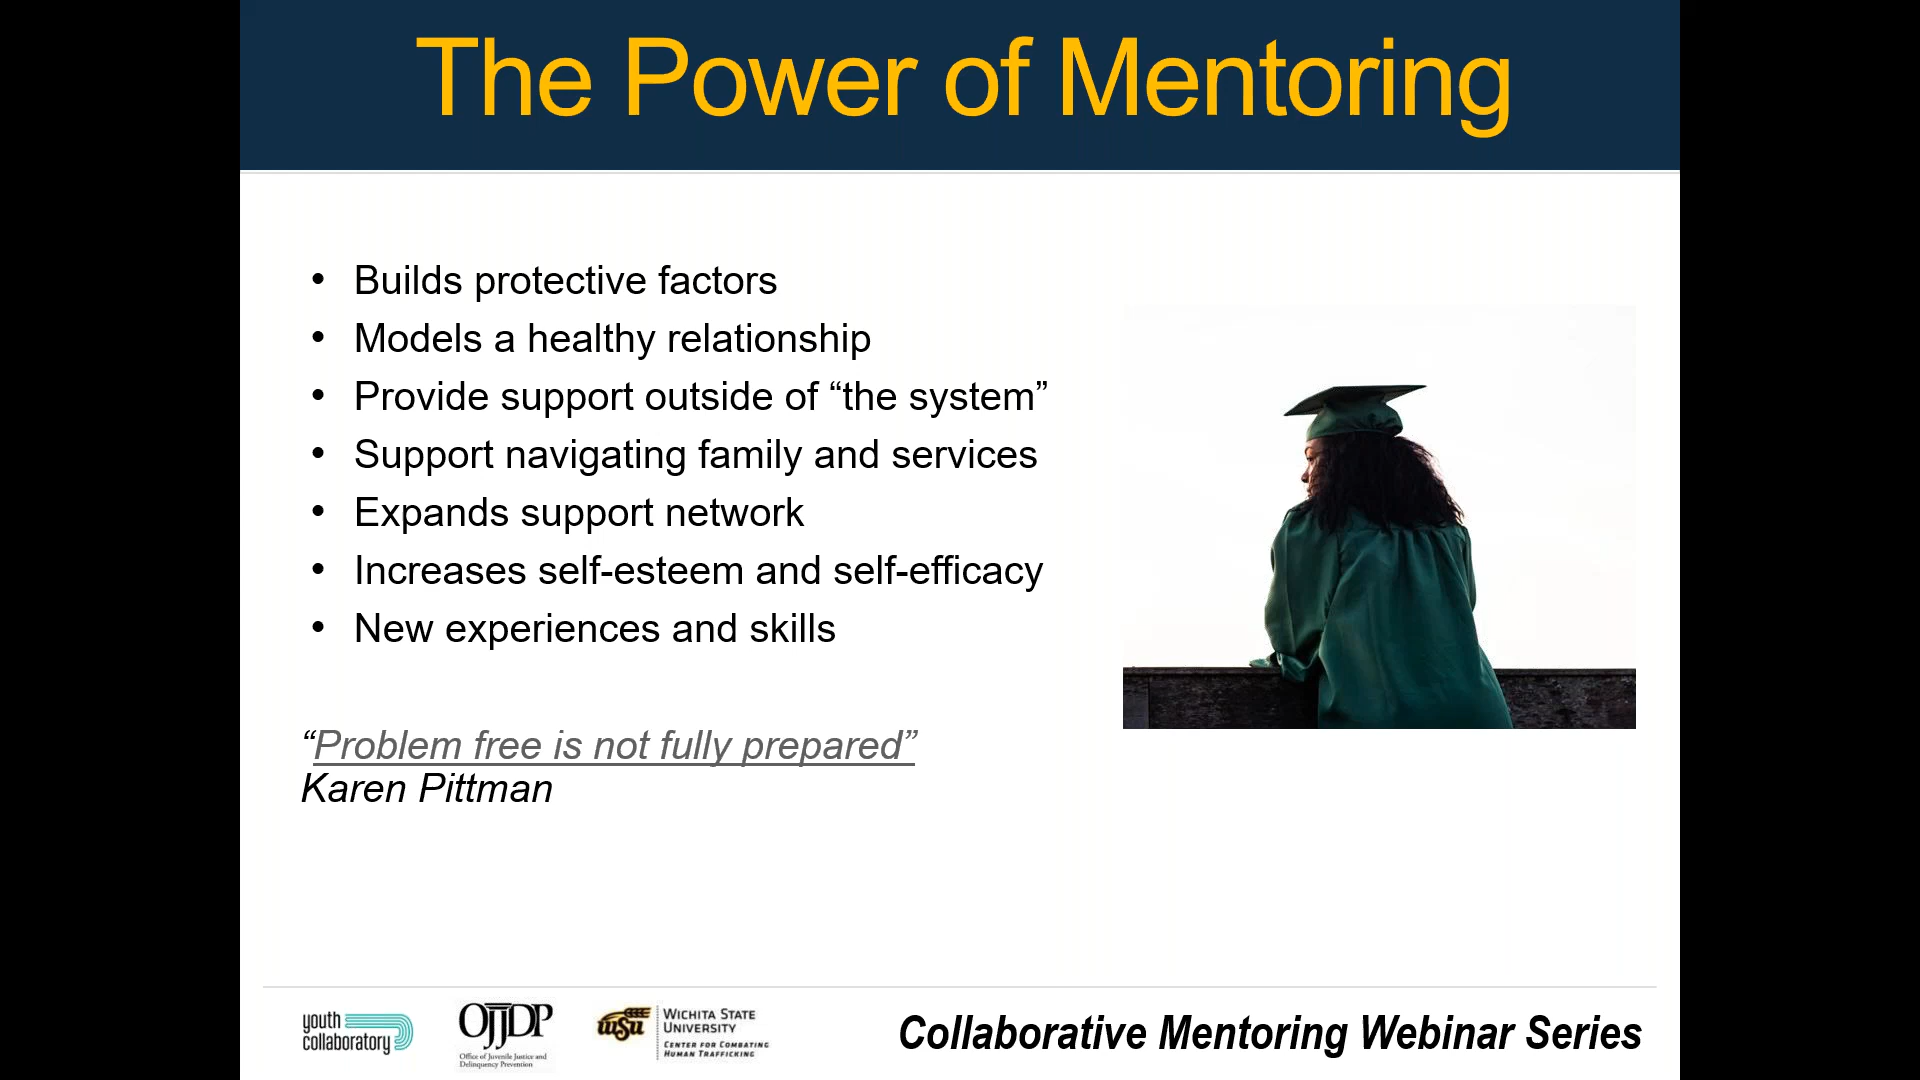 The Power of Mentoring
• Builds protective factors
• Models a healthy relationship
• Provide support outside of “the system”
• Support navigating family and services
• Expands support network
• Increases self-esteem and self-efficacy
• New experiences and skills
“Problem free is not fully prepared”
Karen Pittman
youth
collaboratory
OJJDP
Office of Juvenile Justice and
Delinquency Prevention
WSU
WICHITA STATE
UNIVERSITY
CENTER FOR COMBATING
HUMAN TRAFFICKING
Collaborative Mentoring Webinar Series